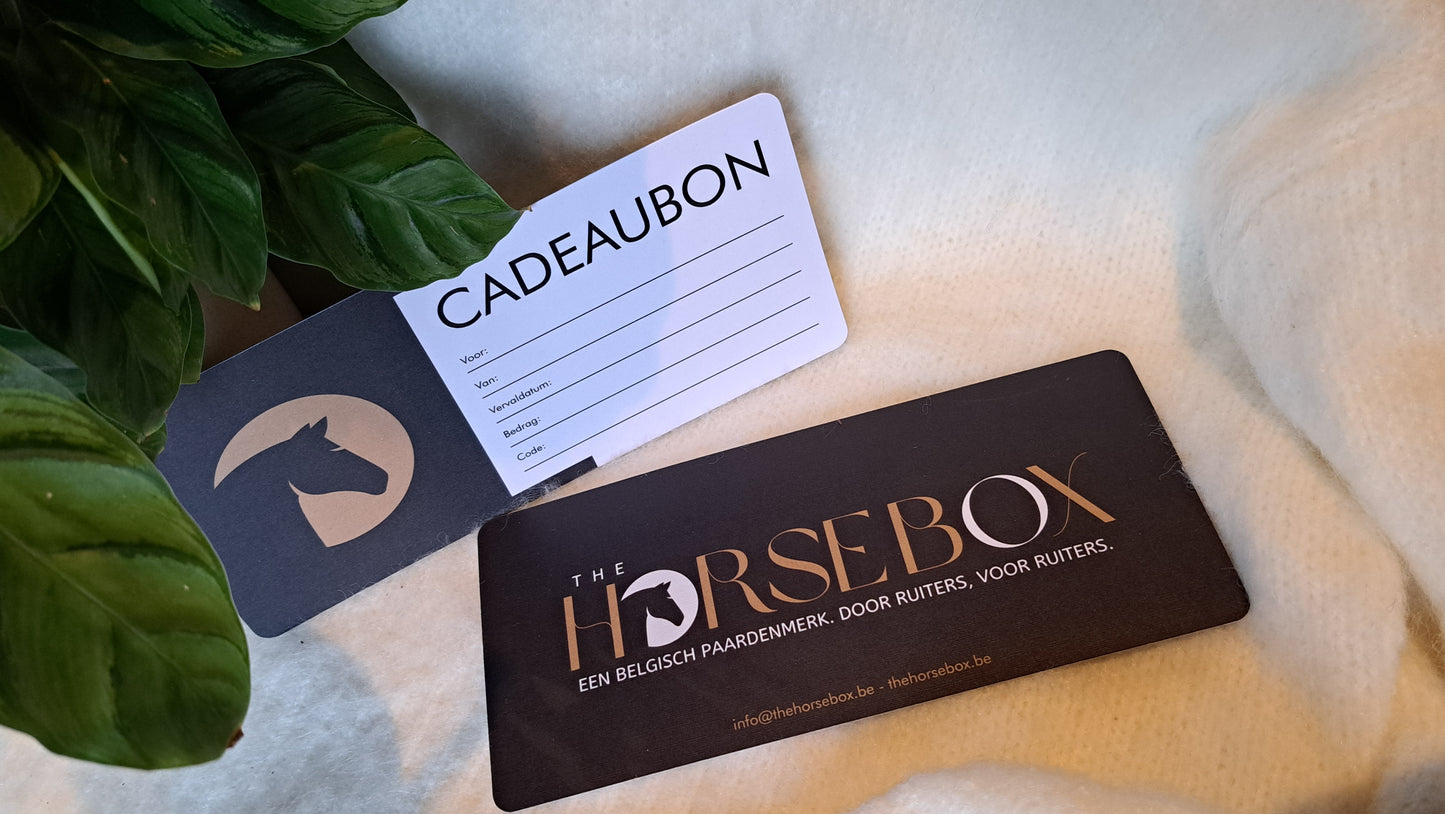 CADEAUBON
Voor:
Van:
Vervaldatum:
Bedrag:
Code:
THE
HORSEBOX
EEN BELGISCH PAARDENMERK. DOOR RUITERS, VOOR RUITERS.
info@thehorsebox.be - thehorsebox.be